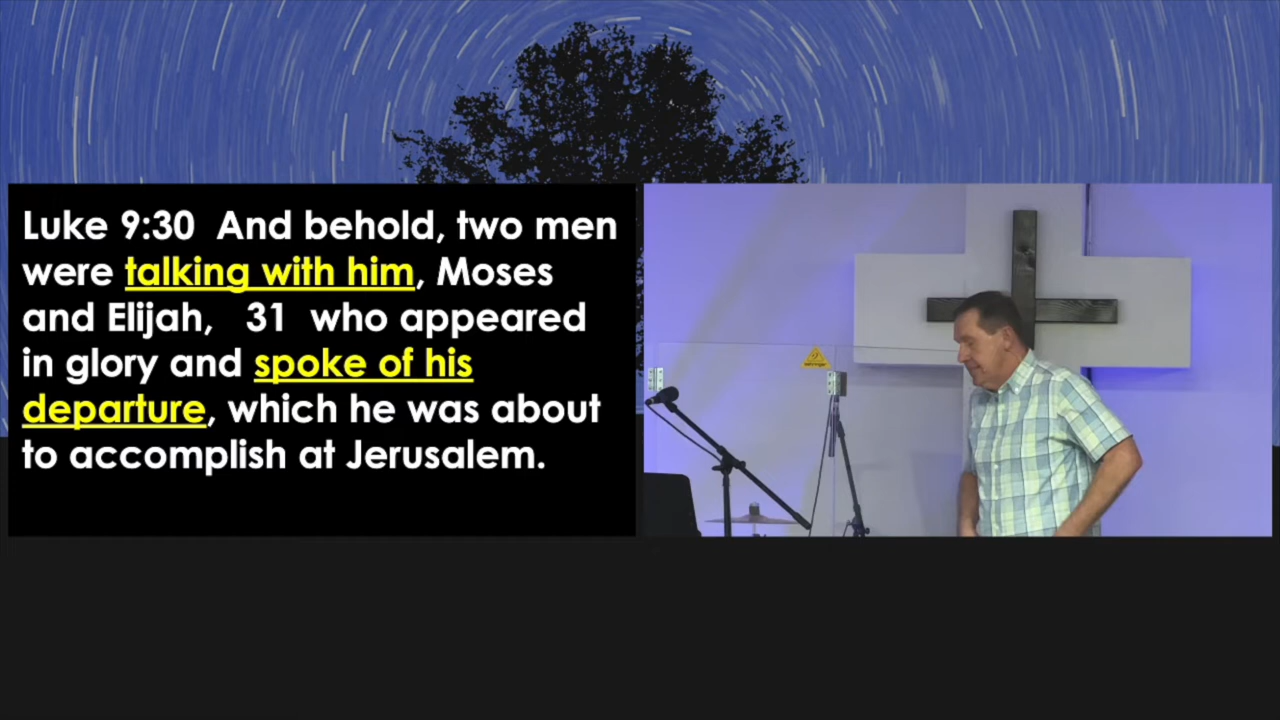 Luke 9:30  And behold, two men
were talking with him, Moses
and Elijah,   31  who appeared
in glory and spoke of his
departure, which he was about
to accomplish at Jerusalem.
behringer